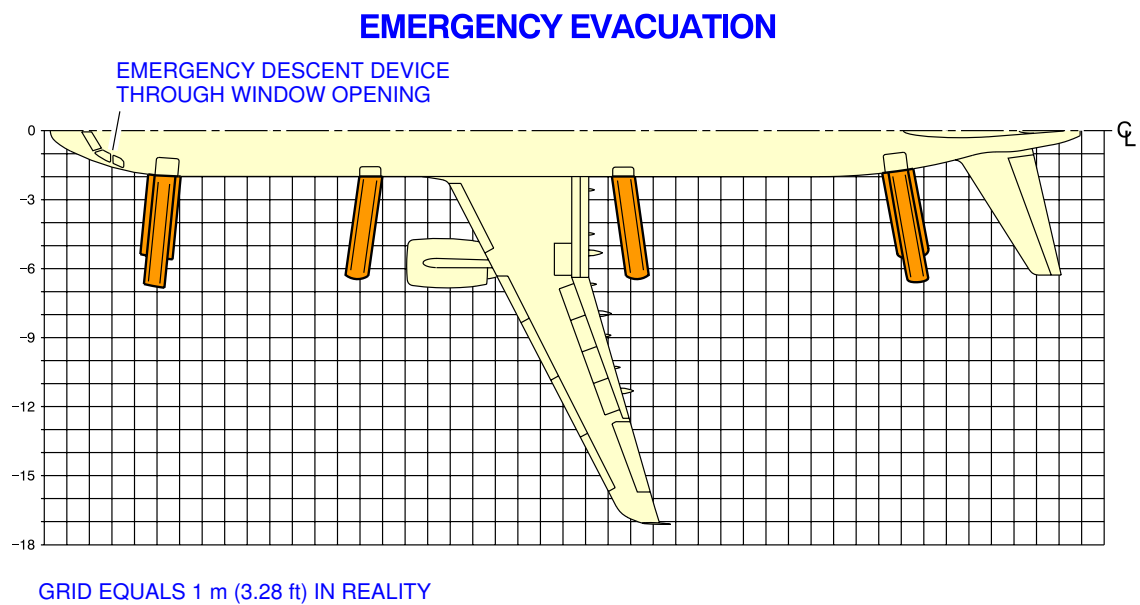 EMERGENCY EVACUATION
EMERGENCY DESCENT DEVICE
THROUGH WINDOW OPENING
0
℄
−3
−6
−9
−12
−15
−18
GRID EQUALS 1 m (3.28 ft) IN REALITY